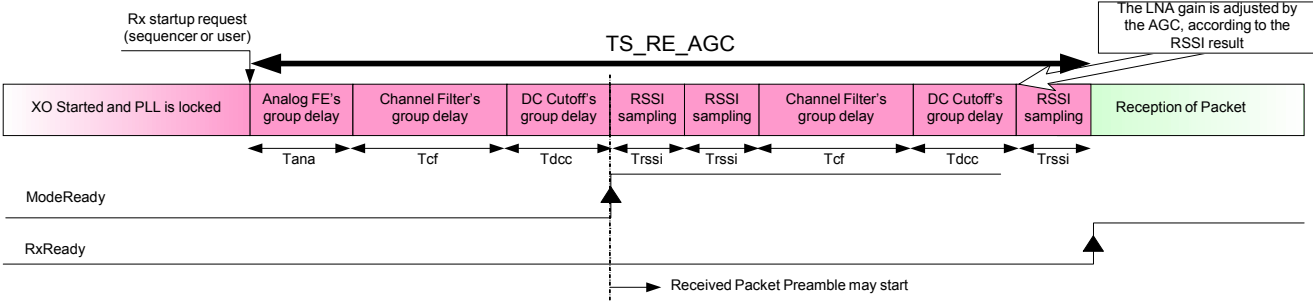 Rx startup request
(sequencer or user)
TS_RE_AGC
The LNA gain is adjusted by
the AGC, according to the
RSSI result
XO Started and PLL is locked
Analog FE's
group delay
Channel Filter's
group delay
DC Cutoff's
group delay
RSSI
sampling
RSSI
sampling
Channel Filter's
group delay
DC Cutoff's
group delay
RSSI
sampling
Reception of Packet
Tana
Tcf
Tdcc
Trssi
Trssi
Tcf
Tdcc
Trssi
ModeReady
RxReady
Received Packet Preamble may start